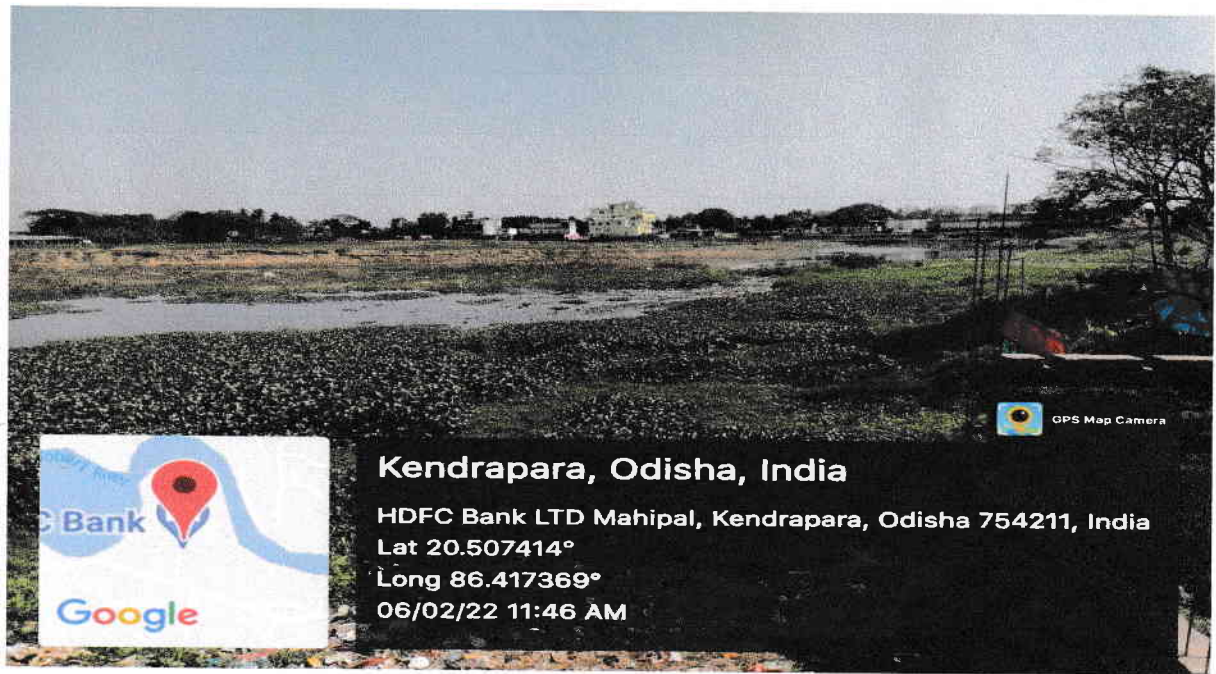 GPS Map Camera
Kendrapara, Odisha, India
HDFC Bank LTD Mahipal, Kendrapara, Odisha 754211, India
Lat 20.507414°
Long 86.417369°
06/02/22 11:46 AM
C Bank
Google